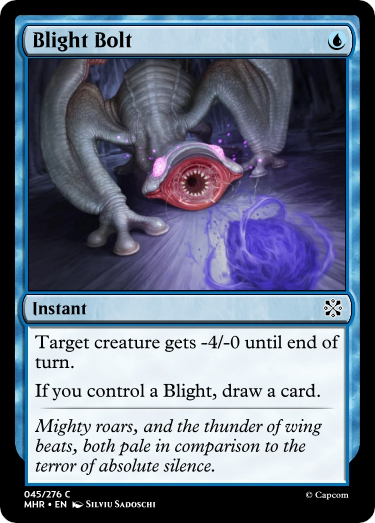 Blight Bolt
Instant
Target creature gets -4/-0 until end of
turn.
If you control a Blight, draw a card.
Mighty roars, and the thunder of wing
beats, both pale in comparison to the
terror of absolute silence.
045/276 C
MHR • EN Silviu Sadoschi
© Capcom